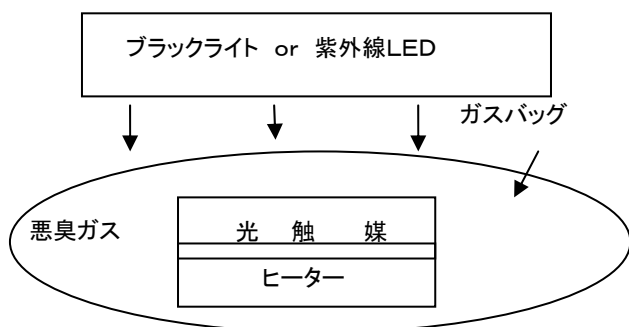 ブラックライト or 紫外線LED
ガスバッグ
悪臭ガス
光 触 媒
ヒーター